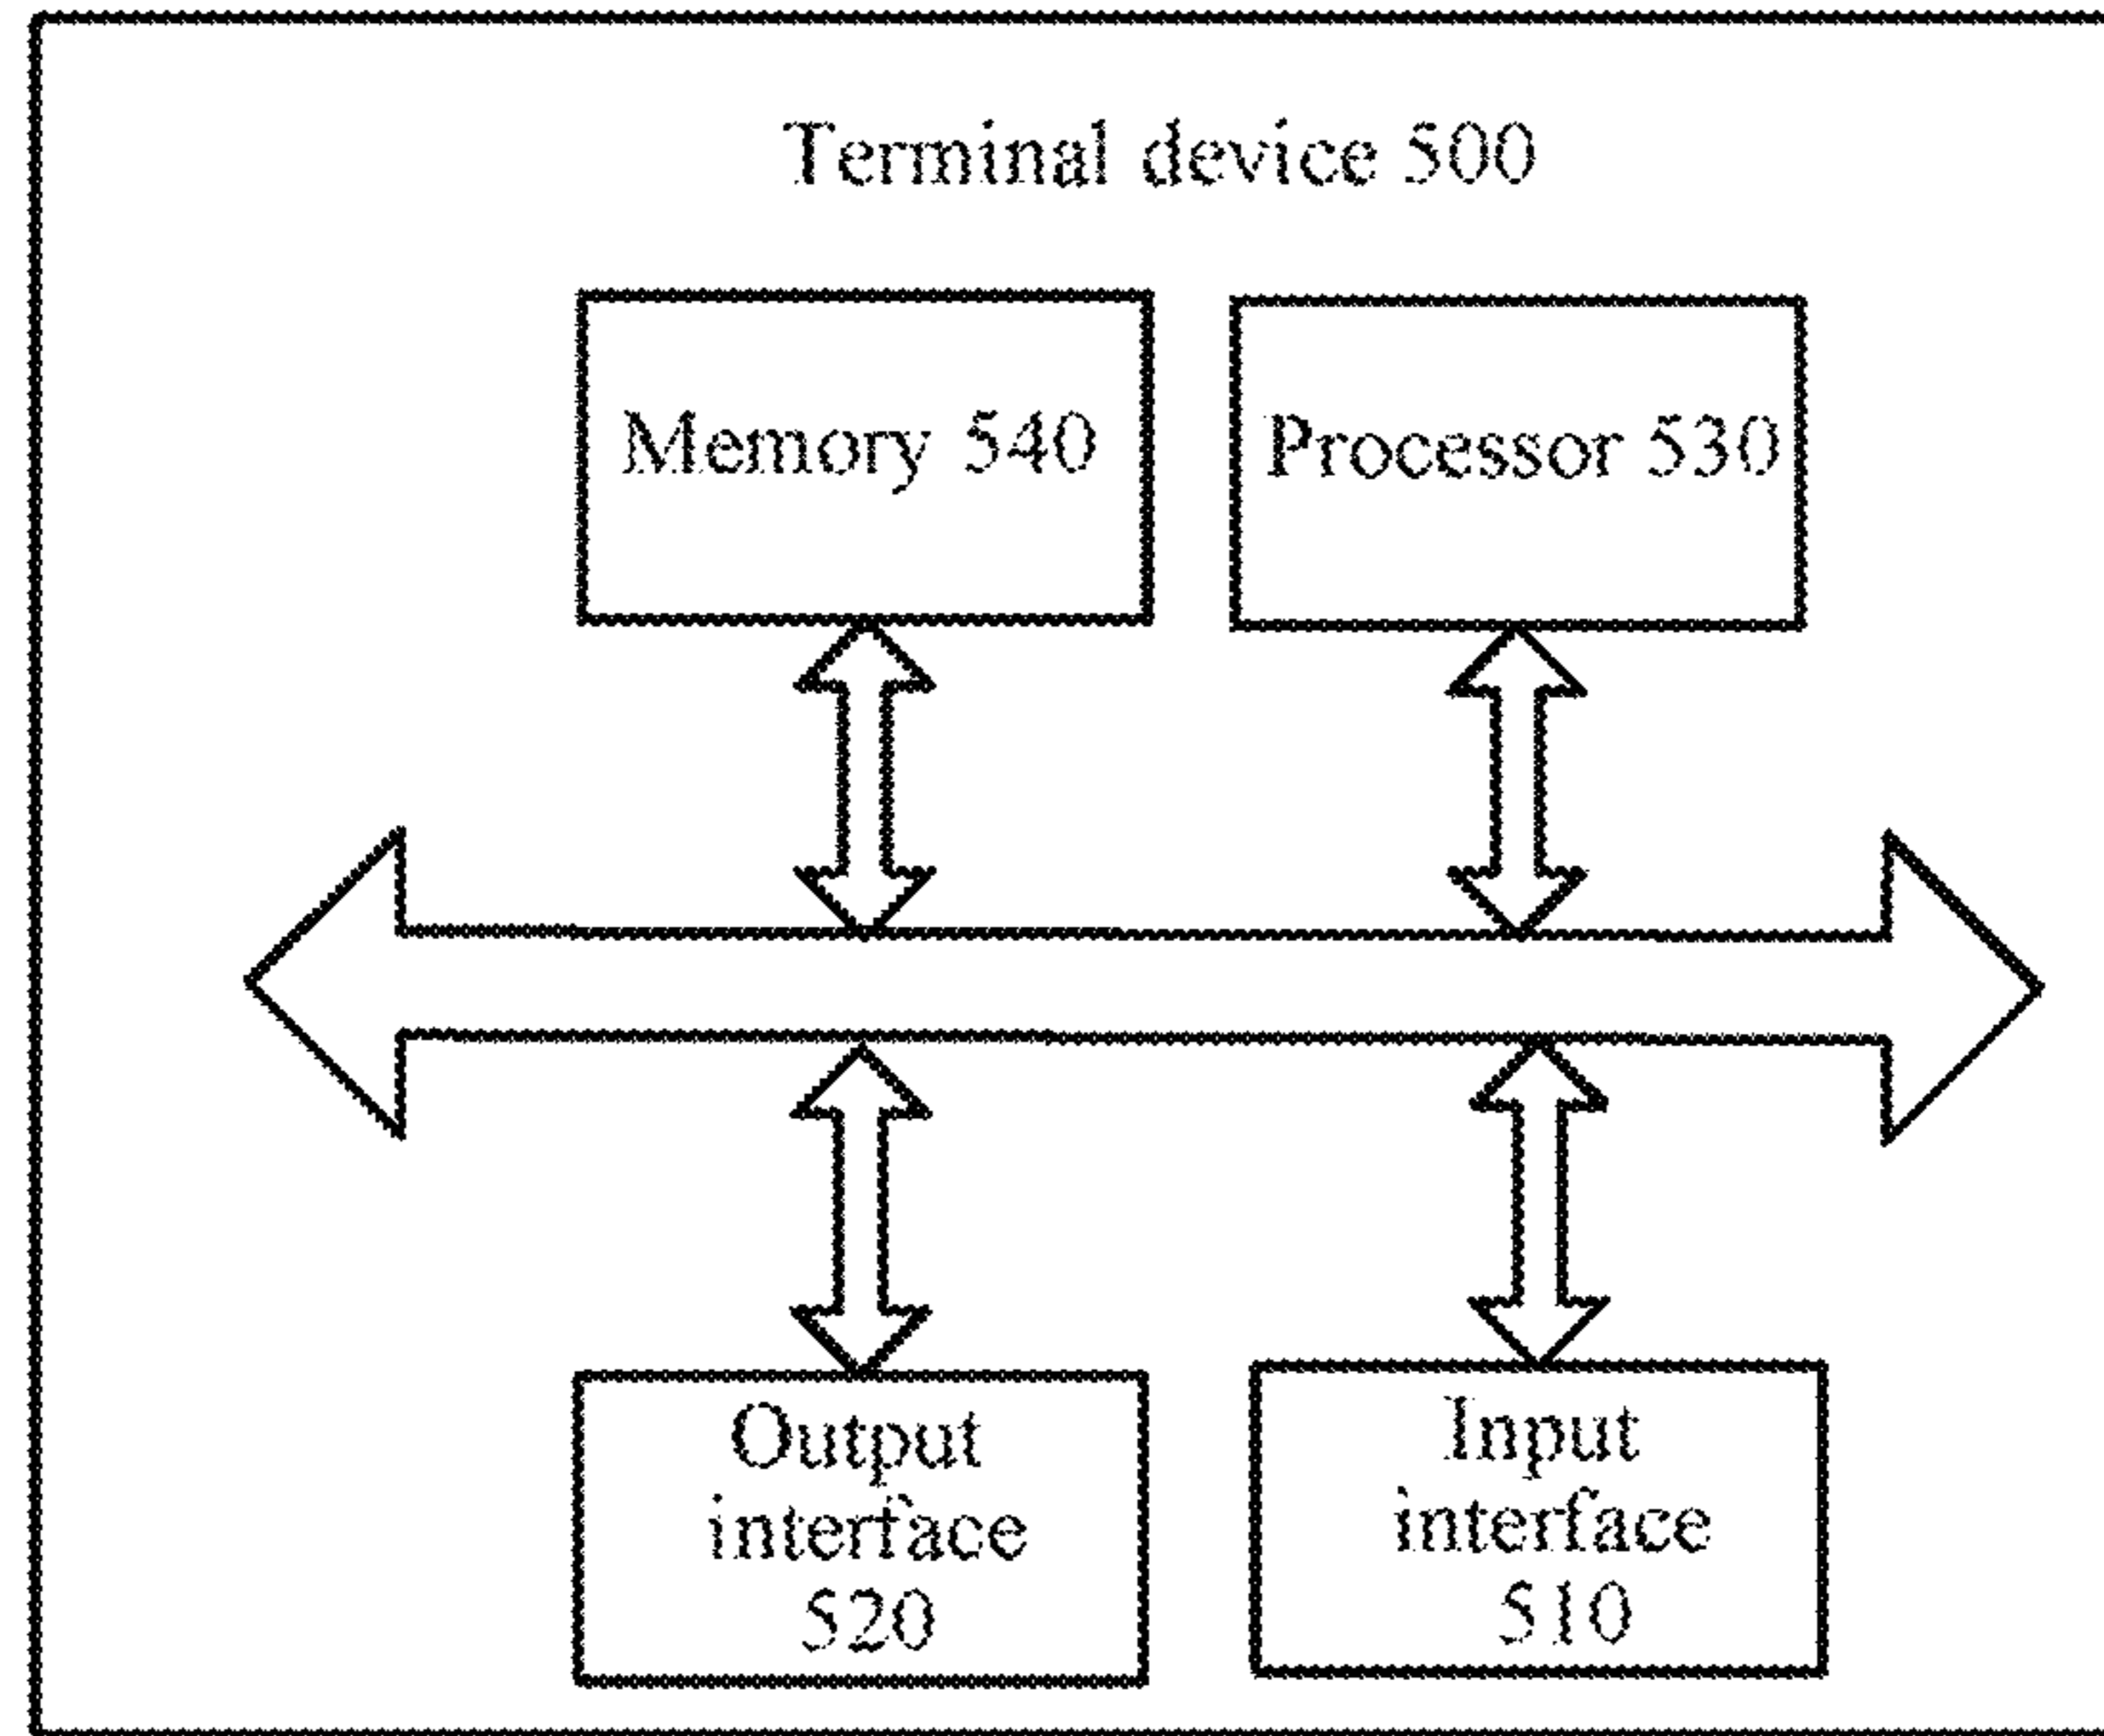 Terminal device 500
Memory 540
Processor 530
Output
interface
520
Input
interface
510